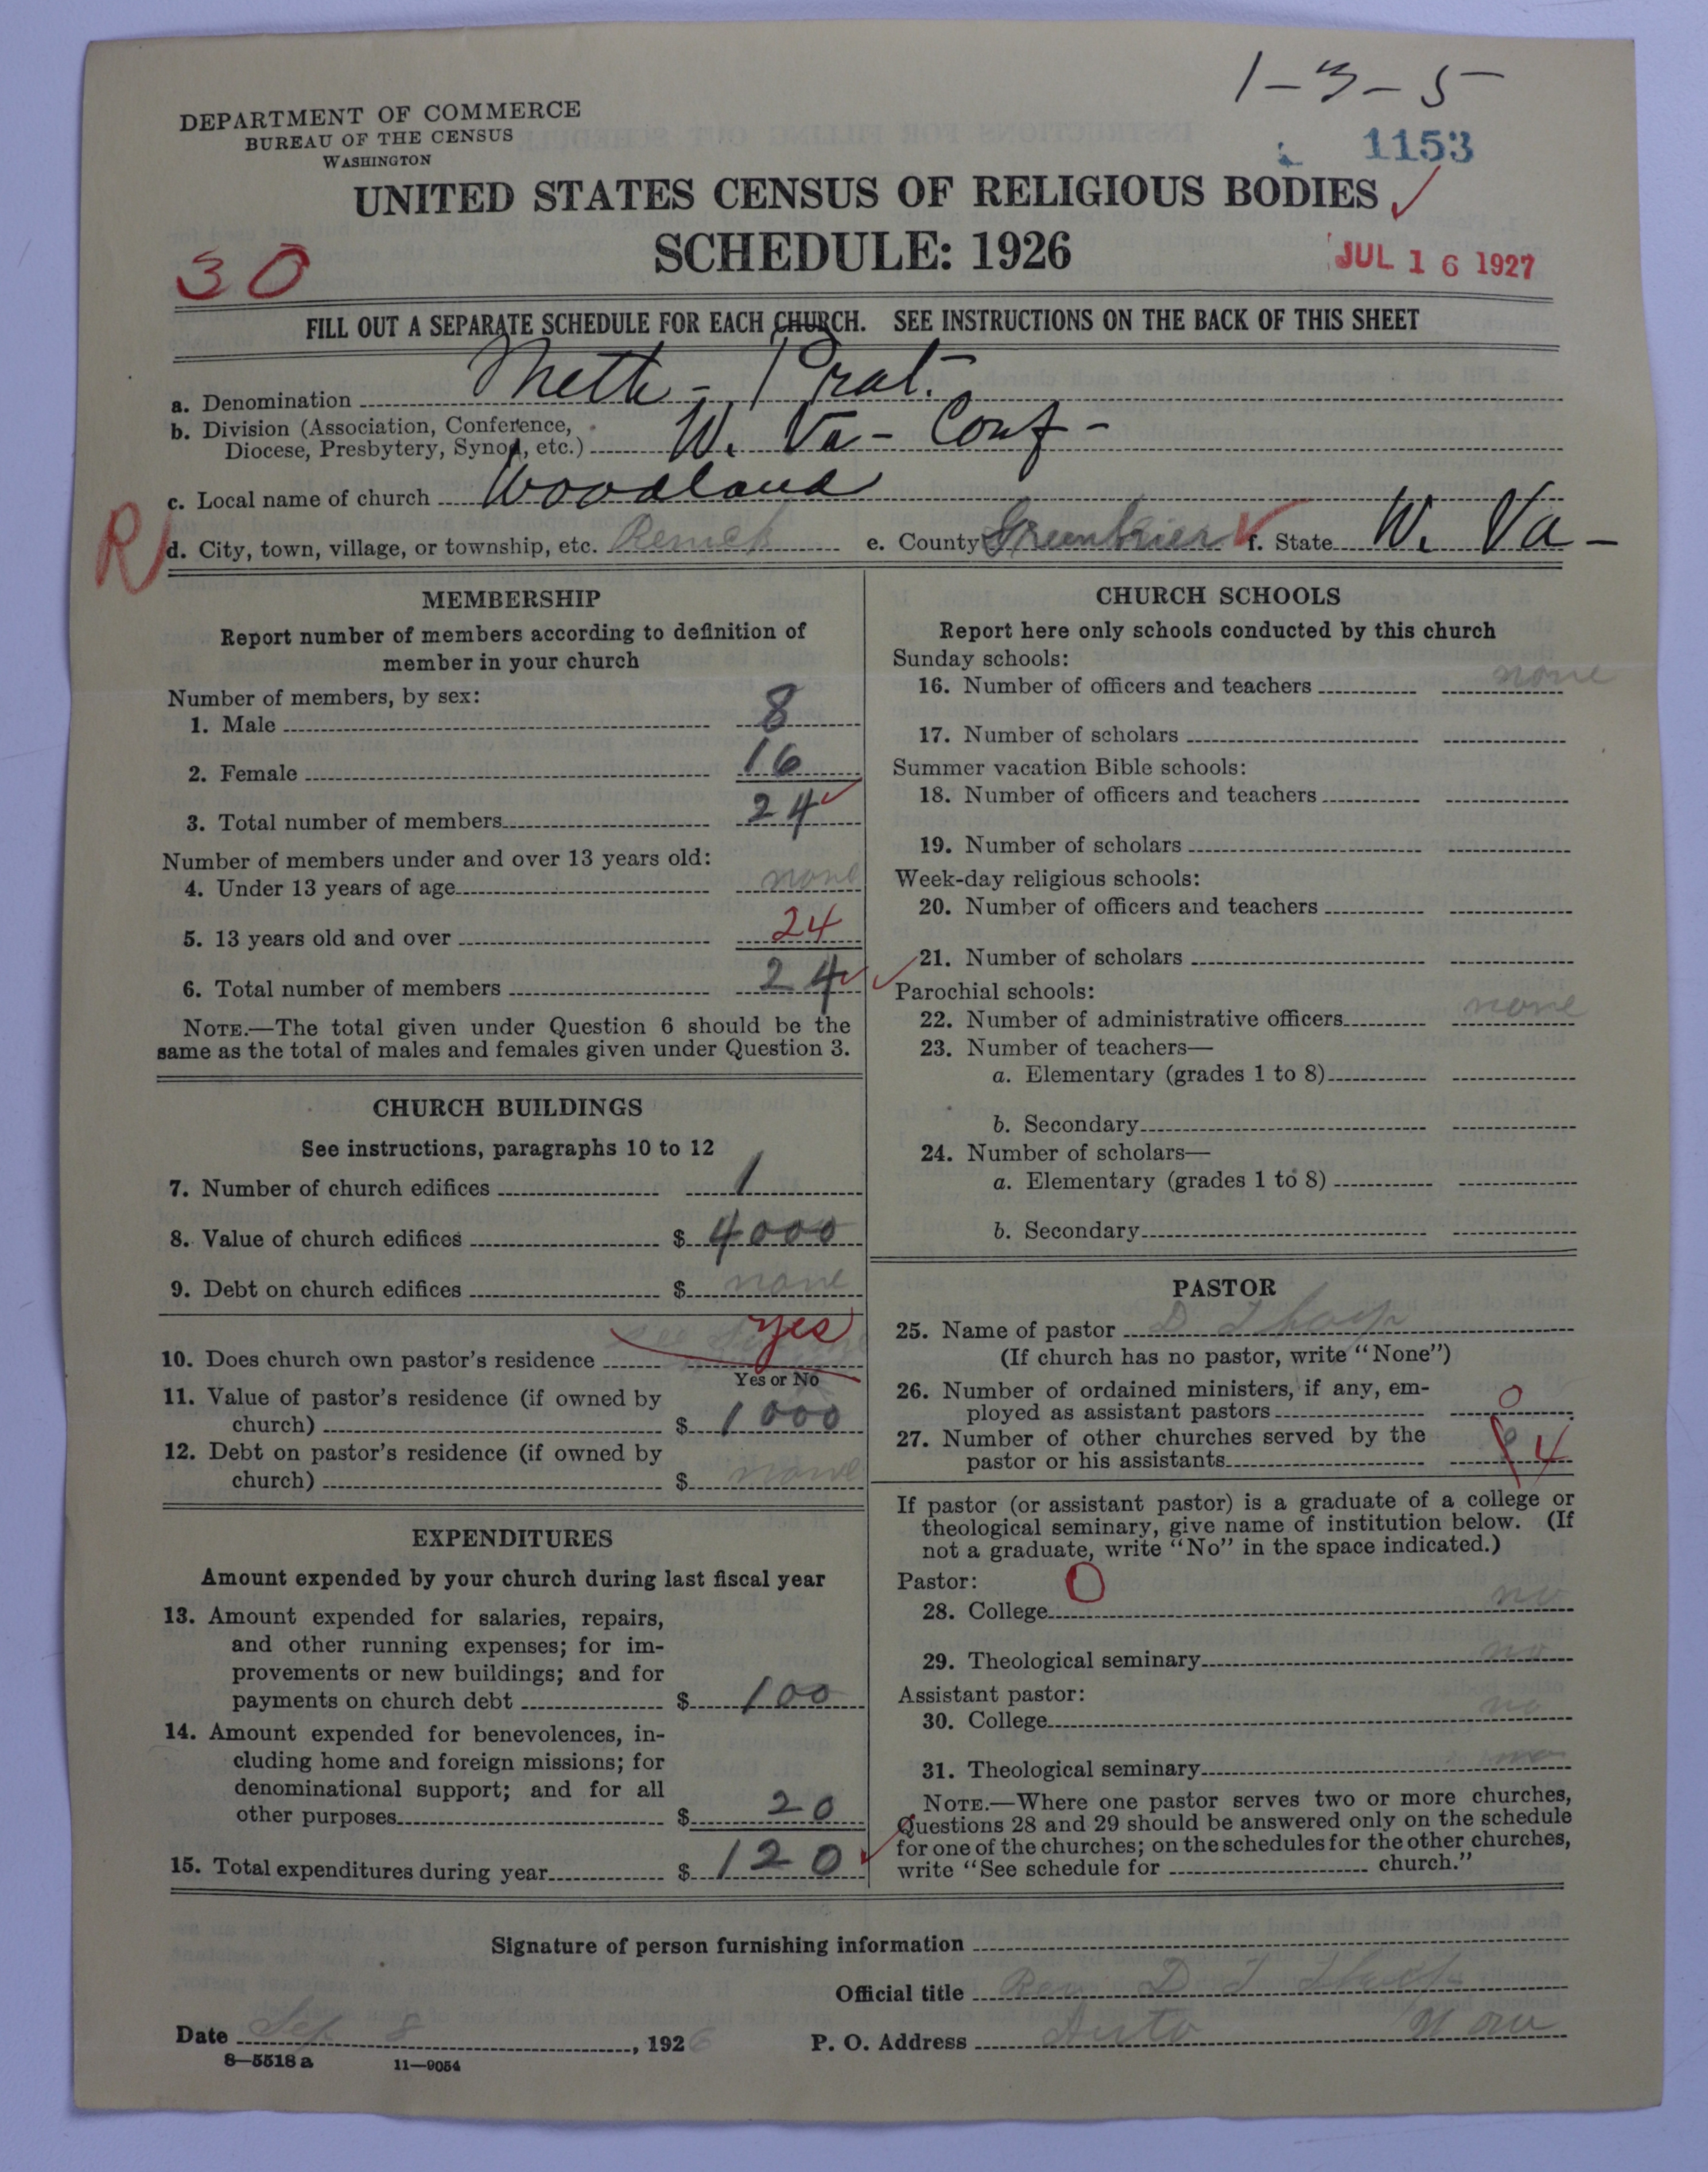 1-3-5
DEPARTMENT OF COMMERCE
BUREAU OF THE CENSUS
WASHINGTON
1153
UNITED STATES CENSUS OF RELIGIOUS BODIES
SCHEDULE: 1926
30
JUL 16 1927
FILL OUT A SEPARATE SCHEDULE FOR EACH CHURCH. SEE INSTRUCTIONS ON THE BACK OF THIS SHEET
a. Denomination Meth - Prot.
b. Division (Association, Conference,
Diocese, Presbytery, Synod, etc.) W. Va - Conf -
c. Local name of church Woodland
R
d. City, town, village, or township, etc. Renick e. County Greenbrier f. State W. Va -
MEMBERSHIP
Report number of members according to definition of
member in your church
Number of members, by sex:
1. Male 8
2. Female 16
3. Total number of members 24
Number of members under and over 13 years old:
4. Under 13 years of age none
5. 13 years old and over 24
6. Total number of members 24
NOTE.—The total given under Question 6 should be the
same as the total of males and females given under Question 3.
CHURCH BUILDINGS
See instructions, paragraphs 10 to 12
7. Number of church edifices 1
8. Value of church edifices $ 4000
9. Debt on church edifices $ none
10. Does church own pastor's residence yes
Yes or No
11. Value of pastor's residence (if owned by
church) $ 1000
12. Debt on pastor's residence (if owned by
church) $ none
EXPENDITURES
Amount expended by your church during last fiscal year
13. Amount expended for salaries, repairs,
and other running expenses; for im-
provements or new buildings; and for
payments on church debt $ 100
14. Amount expended for benevolences, in-
cluding home and foreign missions; for
denominational support; and for all
other purposes $ 20
15. Total expenditures during year $ 120
CHURCH SCHOOLS
Report here only schools conducted by this church
Sunday schools:
16. Number of officers and teachers none
17. Number of scholars
Summer vacation Bible schools:
18. Number of officers and teachers
19. Number of scholars
Week-day religious schools:
20. Number of officers and teachers
21. Number of scholars
Parochial schools:
22. Number of administrative officers none
23. Number of teachers—
a. Elementary (grades 1 to 8)
b. Secondary
24. Number of scholars—
a. Elementary (grades 1 to 8)
b. Secondary
PASTOR
25. Name of pastor D
(If church has no pastor, write "None")
26. Number of ordained ministers, if any, em-
ployed as assistant pastors 0
27. Number of other churches served by the
pastor or his assistants 4
If pastor (or assistant pastor) is a graduate of a college or
theological seminary, give name of institution below. (If
not a graduate, write "No" in the space indicated.)
Pastor: 0
28. College no
29. Theological seminary no
Assistant pastor:
30. College no
31. Theological seminary no
NOTE.—Where one pastor serves two or more churches,
Questions 28 and 29 should be answered only on the schedule
for one of the churches; on the schedules for the other churches,
write "See schedule for church."
Signature of person furnishing information
Official title Rev D T
Date Sep 8, 1926 P. O. Address Auto W Va
8-5518 a 11-9054